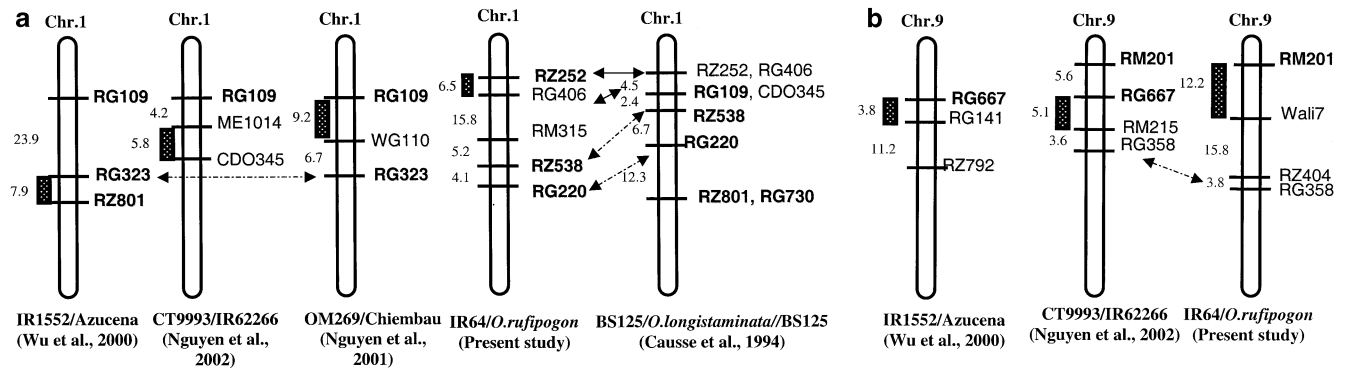 a
Chr.1
RG109
23.9
RG323
7.9
RZ801
IR1552/Azucena
(Wu et al., 2000)
Chr.1
RG109
4.2
ME1014
5.8
CDO345
CT9993/IR62266
(Nguyen et al.,
2002)
Chr.1
RG109
9.2
WG110
6.7
RG323
OM269/Chiembau
(Nguyen et al.,
2001)
Chr.1
RZ252
6.5
RG406
15.8
RM315
5.2
RZ538
4.1
RG220
IR64/O.rufipogon
(Present study)
Chr.1
RZ252, RG406
4.5
RG109, CDO345
2.4
RZ538
6.7
RG220
12.3
RZ801, RG730
BS125/O.longistaminata//BS125
(Causse et al., 1994)
b
Chr.9
RG667
3.8
RG141
11.2
RZ792
IR1552/Azucena
(Wu et al., 2000)
Chr.9
RM201
5.6
RG667
5.1
RM215
3.6
RG358
CT9993/IR62266
(Nguyen et al., 2002)
Chr.9
RM201
12.2
Wali7
15.8
RZ404
3.8
RG358
IR64/O.rufipogon
(Present study)